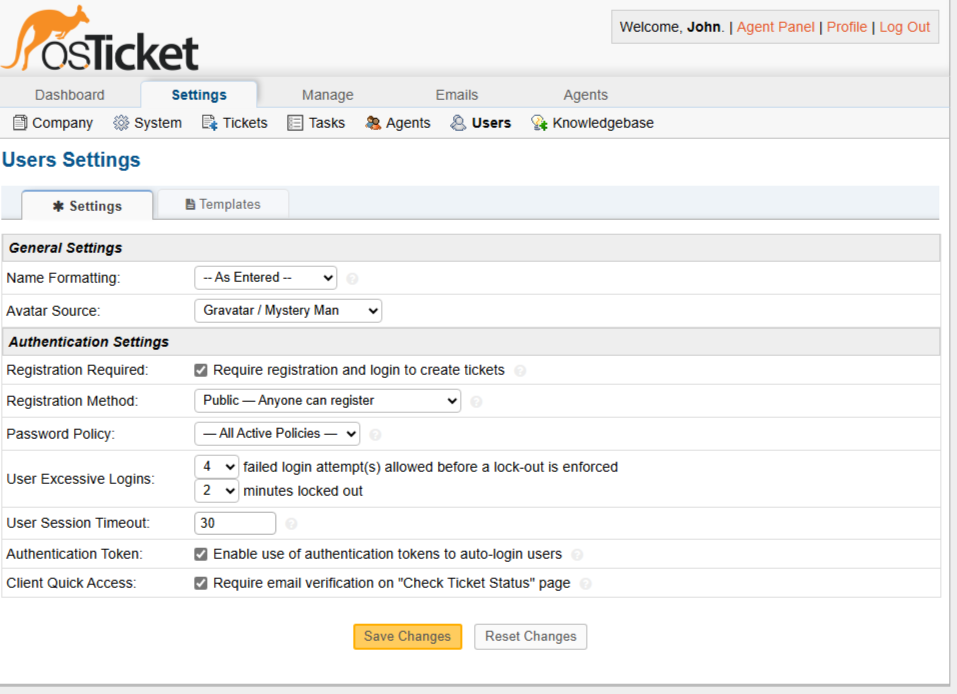 osTicket
Welcome, John. | Agent Panel | Profile | Log Out
Dashboard Settings Manage Emails Agents
Company System Tickets Tasks Agents Users Knowledgebase
Users Settings
Settings Templates
General Settings
Name Formatting: -- As Entered --
Avatar Source: Gravatar / Mystery Man
Authentication Settings
Registration Required: Require registration and login to create tickets
Registration Method: Public — Anyone can register
Password Policy: — All Active Policies —
User Excessive Logins: 4 failed login attempt(s) allowed before a lock-out is enforced
2 minutes locked out
User Session Timeout: 30
Authentication Token: Enable use of authentication tokens to auto-login users
Client Quick Access: Require email verification on "Check Ticket Status" page
Save Changes Reset Changes